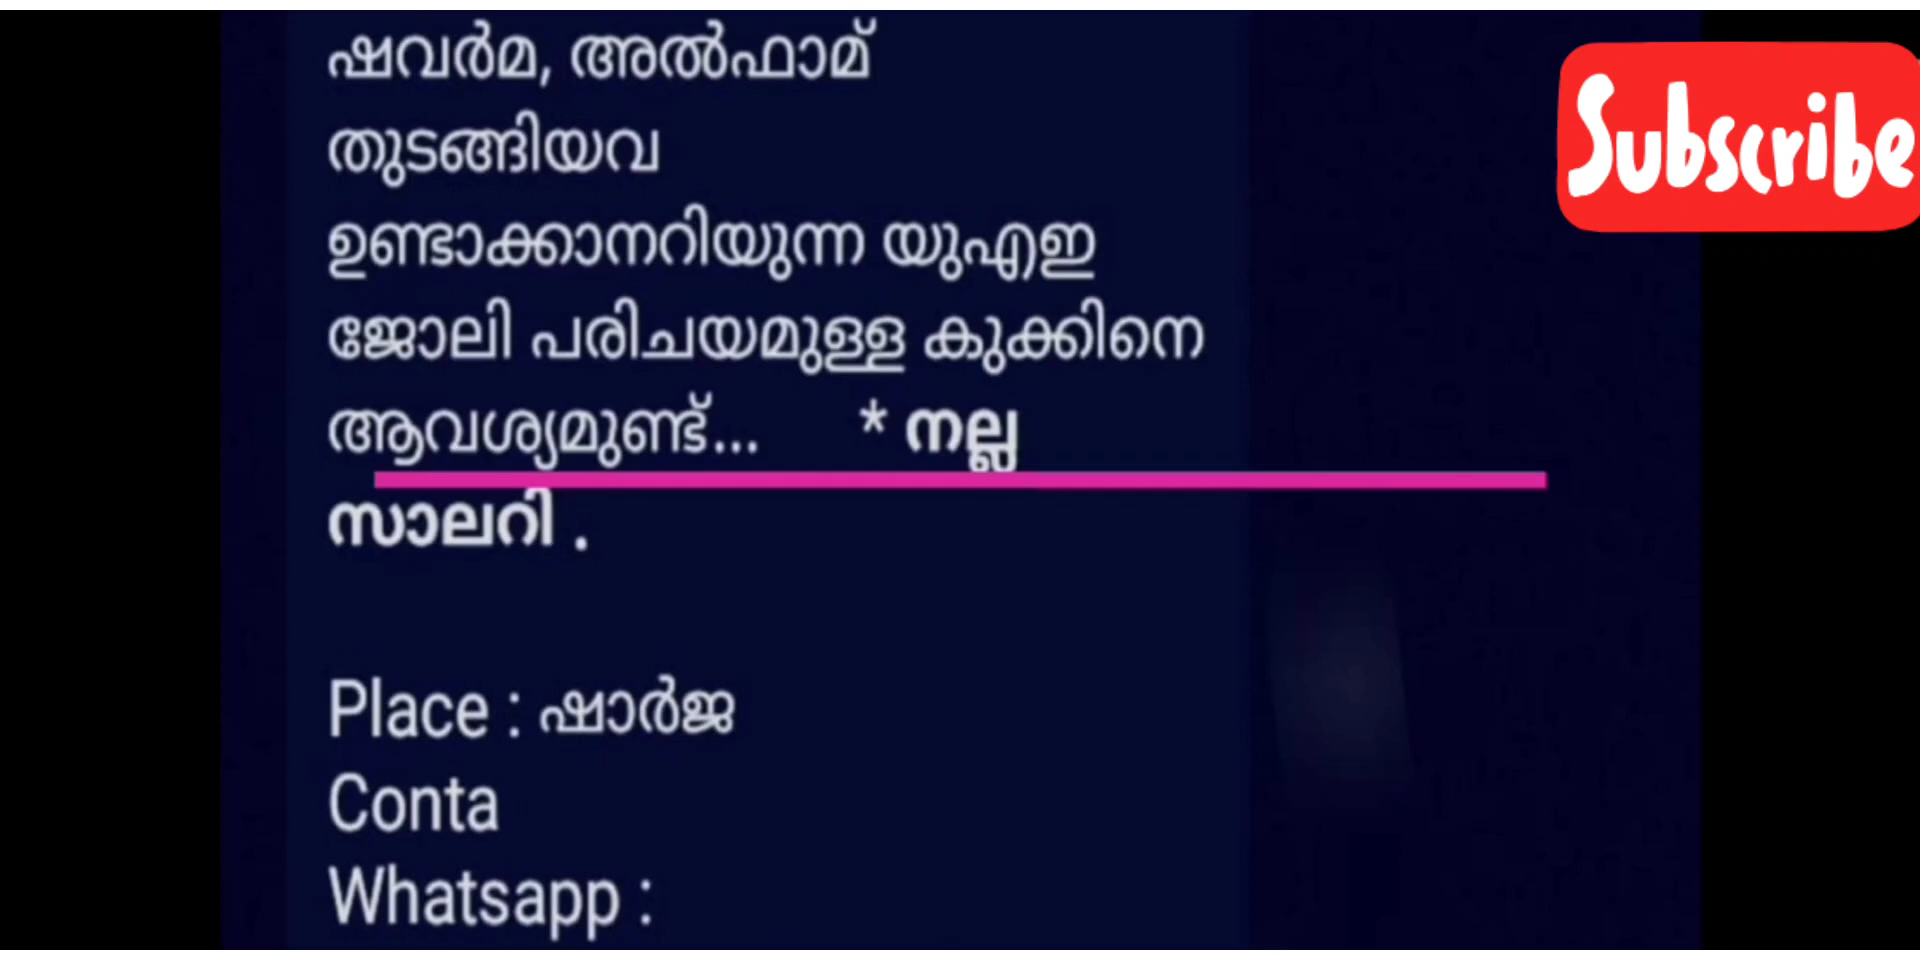 ഷവർമ, അൽഫാമ്
തുടങ്ങിയവ
ഉണ്ടാക്കാനറിയുന്ന യുഎഇ
ജോലി പരിചയമുള്ള കുക്കിനെ
ആവശ്യമുണ്ട്... * നല്ല
സാലറി .
Place : ഷാർജ
Conta
Whatsapp :
Subscribe